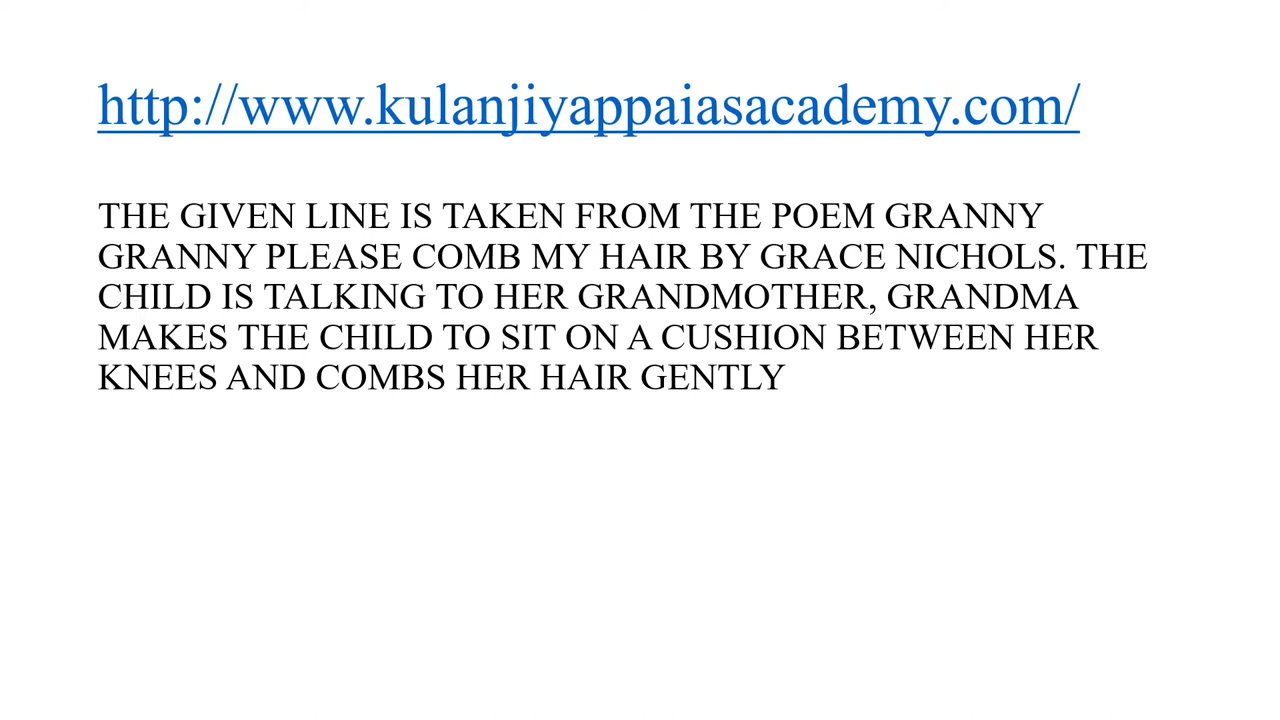 http://www.kulanjiyappaiasacademy.com/
THE GIVEN LINE IS TAKEN FROM THE POEM GRANNY
GRANNY PLEASE COMB MY HAIR BY GRACE NICHOLS. THE
CHILD IS TALKING TO HER GRANDMOTHER, GRANDMA
MAKES THE CHILD TO SIT ON A CUSHION BETWEEN HER
KNEES AND COMBS HER HAIR GENTLY